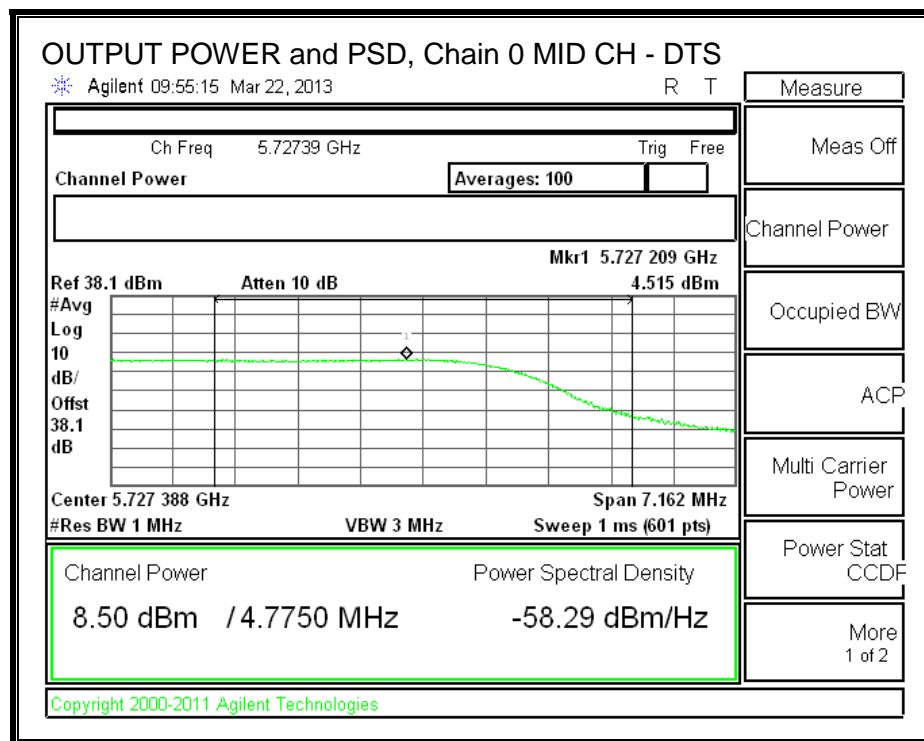 OUTPUT POWER and PSD, Chain 0 MID CH - DTS
Agilent 09:55:15 Mar 22, 2013 R T
Measure
Ch Freq 5.72739 GHz Trig Free
Meas Off
Channel Power Averages: 100
Channel Power
Mkr1 5.727 209 GHz
Ref 38.1 dBm Atten 10 dB 4.515 dBm
#Avg
Log
10
dB/
Offst
38.1
dB
1
Occupied BW
ACP
Multi Carrier
Power
Center 5.727 388 GHz Span 7.162 MHz
#Res BW 1 MHz VBW 3 MHz Sweep 1 ms (601 pts)
Power Stat
CCDF
Channel Power Power Spectral Density
8.50 dBm / 4.7750 MHz -58.29 dBm/Hz
More
1 of 2
Copyright 2000-2011 Agilent Technologies